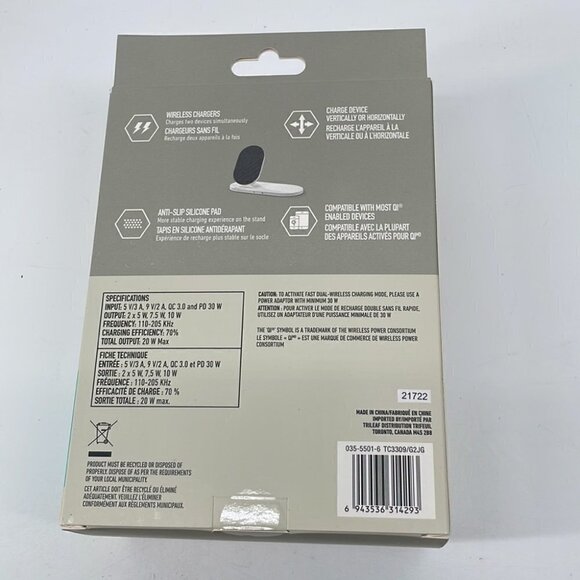 WIRELESS CHARGERS
Charges two devices simultaneously
CHARGEURS SANS FIL
Recharge deux appareils à la fois
CHARGE DEVICE
VERTICALLY OR HORIZONTALLY
RECHARGE L'APPAREIL À LA
VERTICALE OU À L'HORIZONTALE
ANTI-SLIP SILICONE PAD
More stable charging experience on the stand
TAPIS EN SILICONE ANTIDÉRAPANT
Expérience de recharge plus stable sur le socle
COMPATIBLE WITH MOST QI®
ENABLED DEVICES
COMPATIBLE AVEC LA PLUPART
DES APPAREILS ACTIVÉS POUR QIMD
SPECIFICATIONS
INPUT: 5 V/3 A, 9 V/2 A, QC 3.0 and PD 30 W
OUTPUT: 2 x 5 W, 7.5 W, 10 W
FREQUENCY: 110-205 KHz
CHARGING EFFICIENCY: 70%
TOTAL OUTPUT: 20 W Max
FICHE TECHNIQUE
ENTRÉE : 5 V/3 A, 9 V/2 A, QC 3.0 et PD 30 W
SORTIE : 2 x 5 W, 7,5 W, 10 W
FRÉQUENCE : 110-205 KHz
EFFICACITÉ DE CHARGE : 70 %
SORTIE TOTALE : 20 W max.
CAUTION: TO ACTIVATE FAST DUAL-WIRELESS CHARGING MODE, PLEASE USE A
POWER ADAPTOR WITH MINIMUM 30 W
ATTENTION : POUR ACTIVER LE MODE DE RECHARGE DOUBLE SANS FIL RAPIDE,
UTILISEZ UN ADAPTATEUR D'UNE PUISSANCE MINIMALE DE 30 W
THE 'QI®' SYMBOL IS A TRADEMARK OF THE WIRELESS POWER CONSORTIUM
LE SYMBOLE « QIMD » EST UNE MARQUE DE COMMERCE DE WIRELESS POWER
CONSORTIUM
21722
MADE IN CHINA/FABRIQUÉ EN CHINE
IMPORTED BY/IMPORTÉ PAR
TRILEAF DISTRIBUTION TRIFEUIL
TORONTO, CANADA M4S 2B8
PRODUCT MUST BE RECYCLED OR DISPOSED OF
PROPERLY. DISPOSE OF AS PER THE REQUIREMENTS
OF YOUR LOCAL MUNICIPALITY.
CET ARTICLE DOIT ÊTRE RECYCLÉ OU ÉLIMINÉ
ADÉQUATEMENT. VEUILLEZ L'ÉLIMINER
CONFORMÉMENT AUX RÈGLEMENTS MUNICIPAUX.
035-5501-6 TC3309/G2JG
6 943536 314293